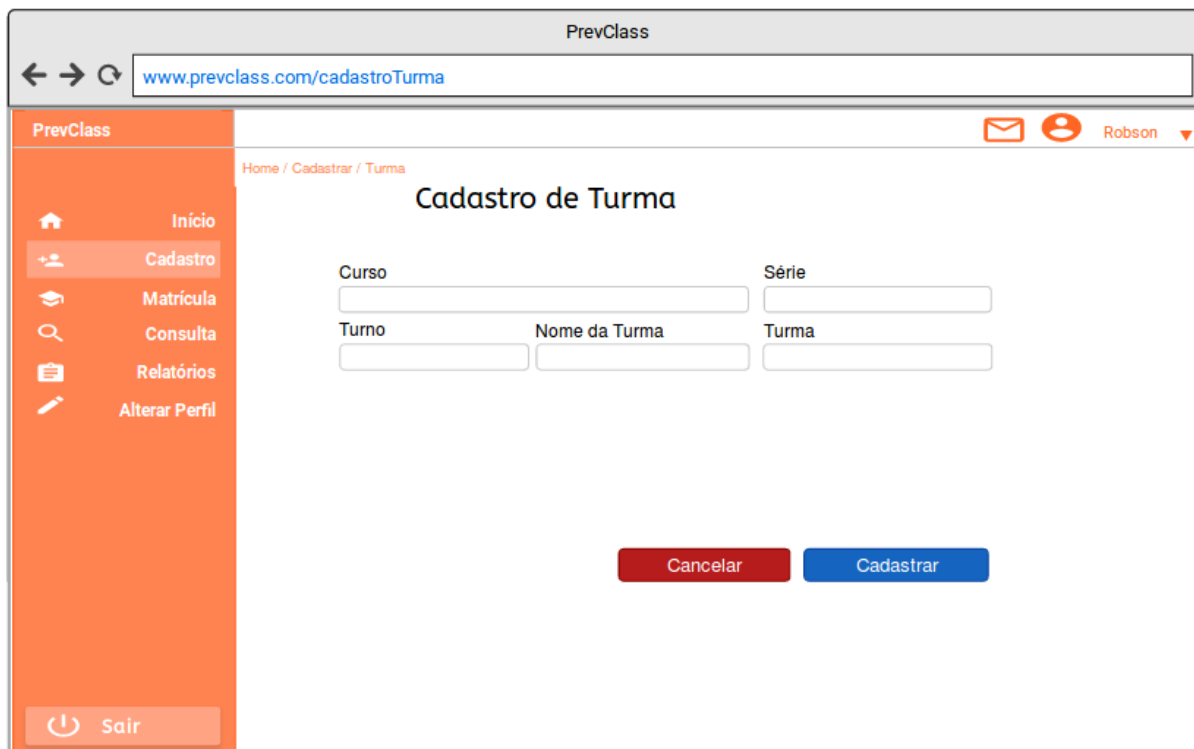 PrevClass
www.prevclass.com/cadastroTurma
PrevClass
Robson
Home / Cadastrar / Turma
Cadastro de Turma
Início
Cadastro
Matrícula
Consulta
Relatórios
Alterar Perfil
Curso Série
Turno Nome da Turma Turma
Cancelar Cadastrar
Sair